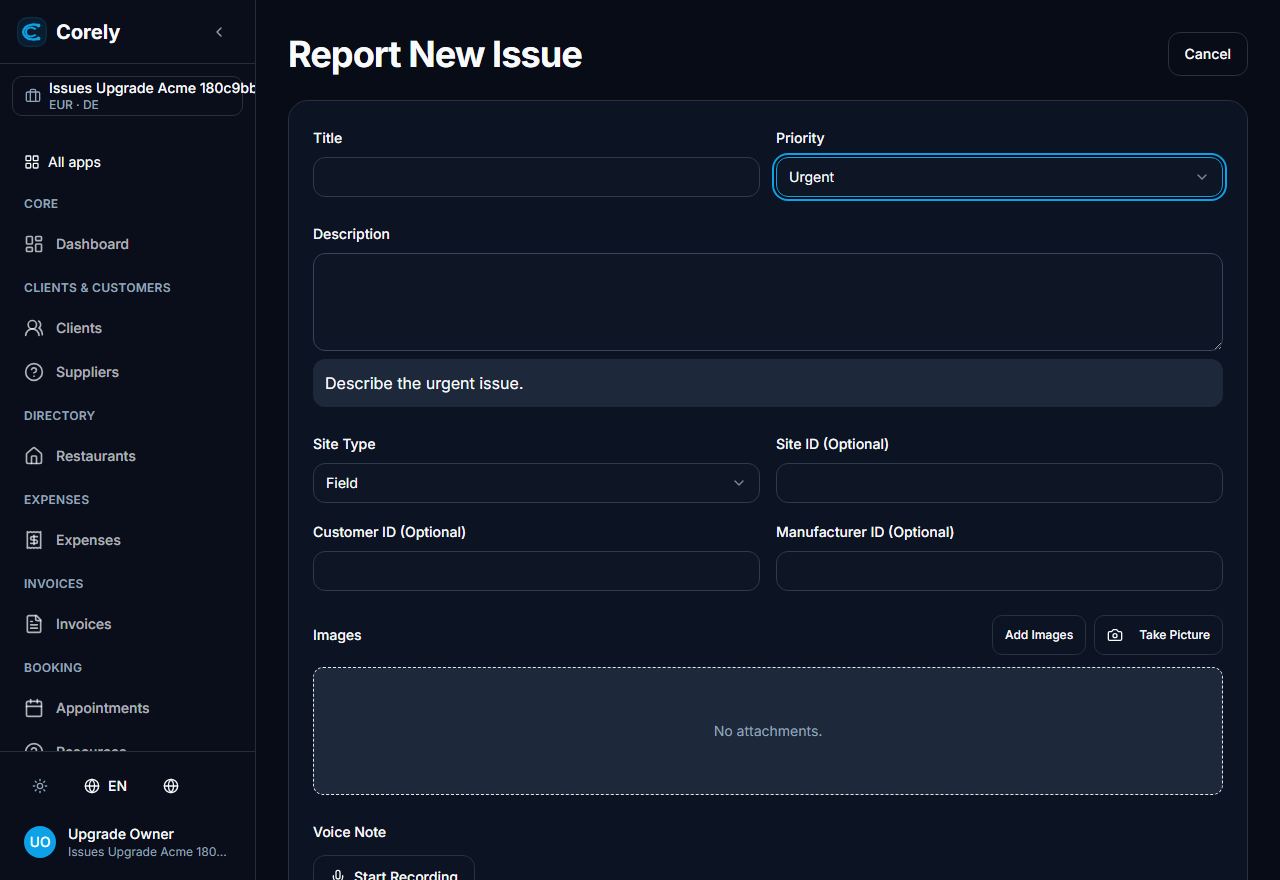 Corely
Issues Upgrade Acme 180c9bb
EUR · DE
All apps
CORE
Dashboard
CLIENTS & CUSTOMERS
Clients
Suppliers
DIRECTORY
Restaurants
EXPENSES
Expenses
INVOICES
Invoices
BOOKING
Appointments
Resources
EN
UO
Upgrade Owner
Issues Upgrade Acme 180...
Report New Issue
Cancel
Title
Priority
Urgent
Description
Describe the urgent issue.
Site Type
Site ID (Optional)
Field
Customer ID (Optional)
Manufacturer ID (Optional)
Images
Add Images
Take Picture
No attachments.
Voice Note
Start Recording